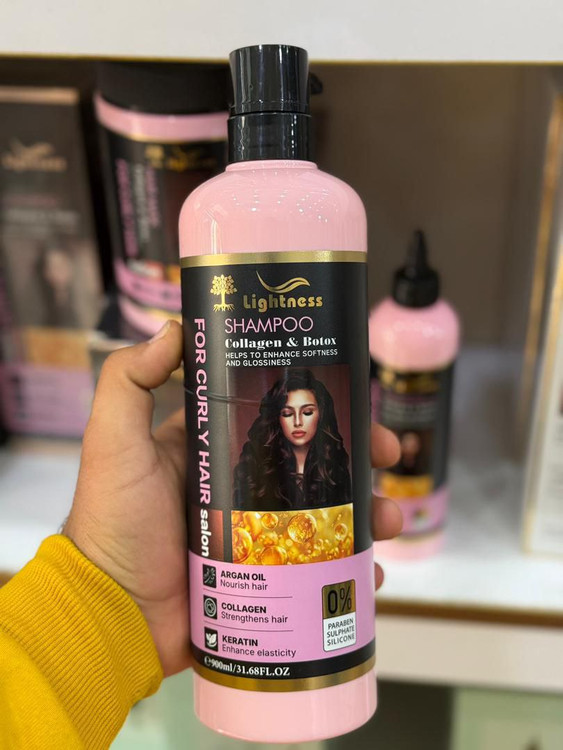 Lightness
SHAMPOO
Collagen & Botox
HELPS TO ENHANCE SOFTNESS
AND GLOSSINESS
FOR CURLY HAIR salon
ARGAN OIL
Nourish hair
COLLAGEN
Strengthens hair
KERATIN
Enhance elasticity
0%
PARABEN
SULPHATE
SILICONE
℮900ml/31.68FL.OZ